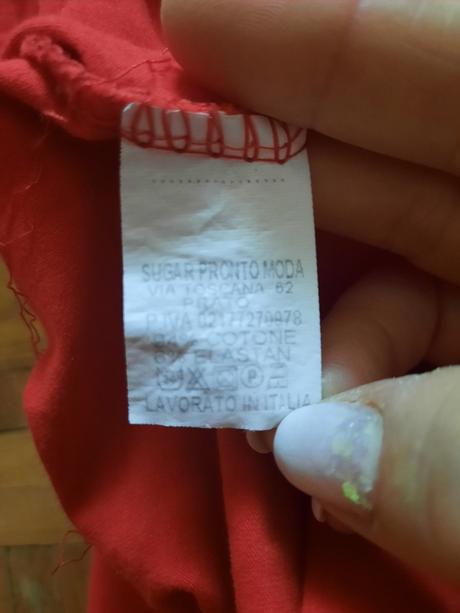 SUGAR PRONTO MODA
VIA TOSCANA 62
PRATO
P.IVA
COTONE
ELASTAN
LAVORATO IN ITALIA